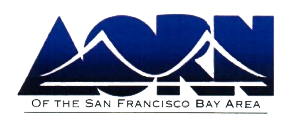 AORN
OF THE SAN FRANCISCO BAY AREA